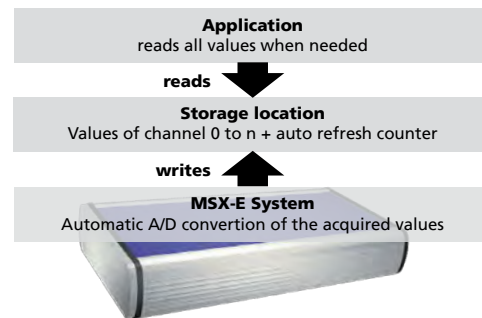 Application
reads all values when needed
reads
Storage location
Values of channel 0 to n + auto refresh counter
writes
MSX-E System
Automatic A/D convertion of the acquired values